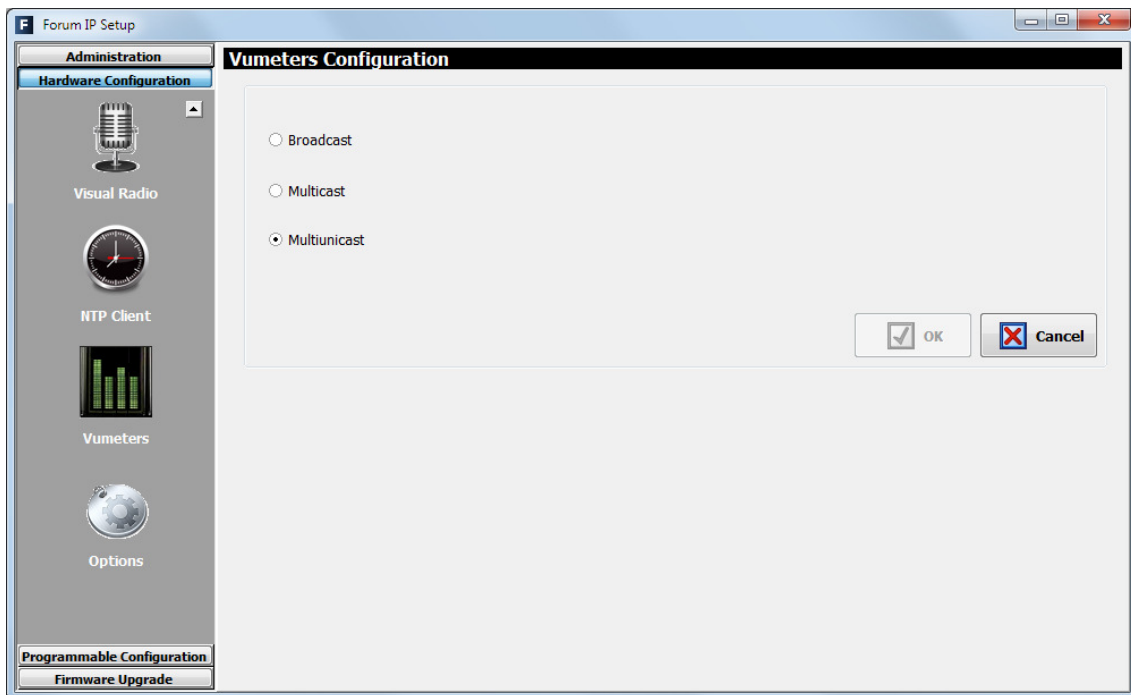 F Forum IP Setup
Administration
Hardware Configuration
Visual Radio
NTP Client
Vumeters
Options
Programmable Configuration
Firmware Upgrade
Vumeters Configuration
Broadcast
Multicast
Multiunicast
OK
Cancel